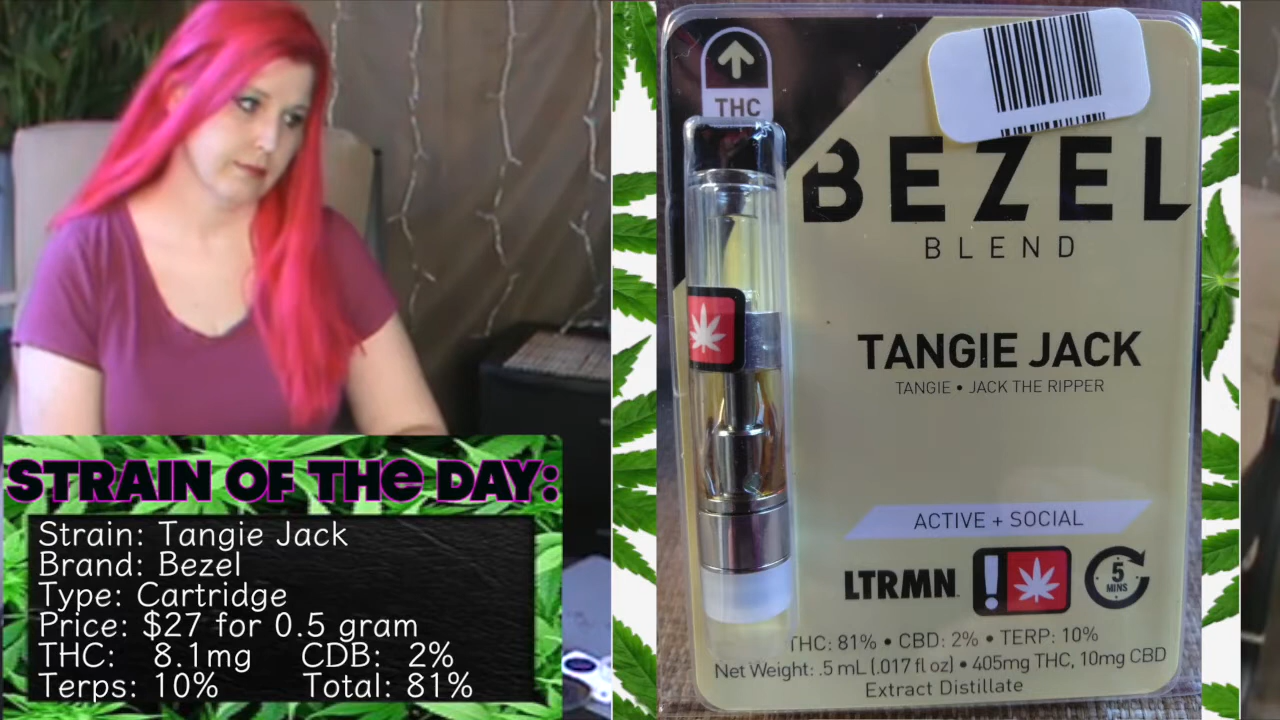 STRAIN OF THE DAY:
Strain: Tangie Jack
Brand: Bezel
Type: Cartridge
Price: $27 for 0.5 gram
THC: 8.1mg CDB: 2%
Terps: 10% Total: 81%
THC
BEZEL
BLEND
TANGIE JACK
TANGIE • JACK THE RIPPER
ACTIVE + SOCIAL
LTRMN. ! 5 MINS
THC: 81% • CBD: 2% • TERP: 10%
Net Weight: .5 mL (.017 fl oz) • 405mg THC, 10mg CBD
Extract Distillate